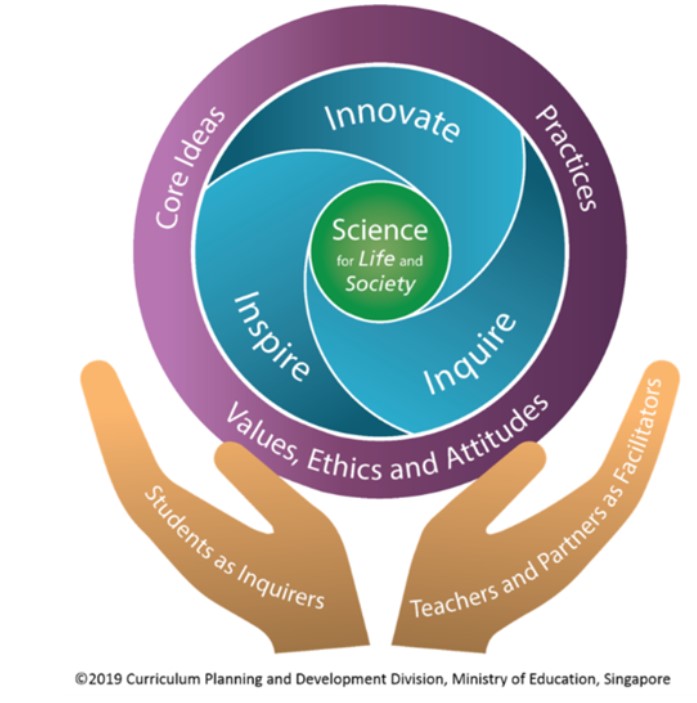 Core Ideas
Practices
Values, Ethics and Attitudes
Innovate
Inspire
Inquire
Science
for Life and
Society
Students as Inquirers
Teachers and Partners as Facilitators
©2019 Curriculum Planning and Development Division, Ministry of Education, Singapore